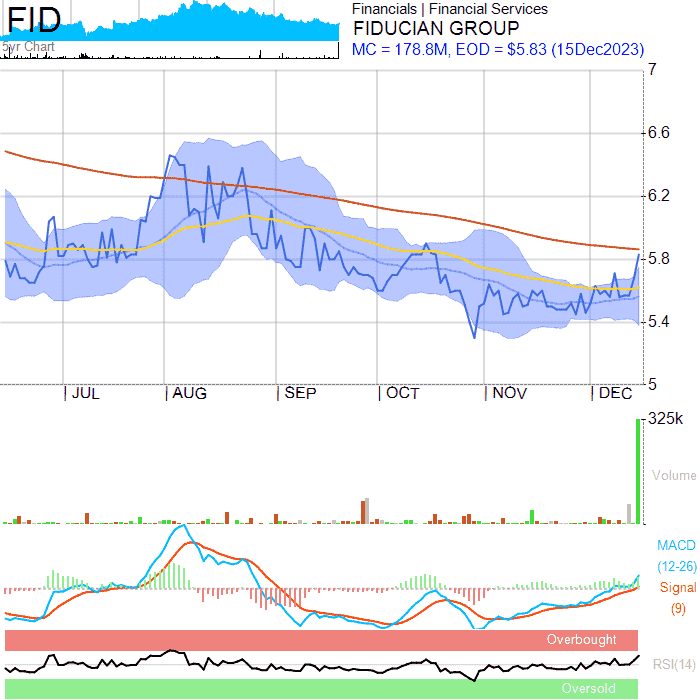 FID
5yr Chart
Financials | Financial Services
FIDUCIAN GROUP
MC = 178.8M, EOD = $5.83 (15Dec2023)
7
6.6
6.2
5.8
5.4
5
JUL AUG SEP OCT NOV DEC
325k
Volume
MACD
(12-26)
Signal
(9)
Overbought
RSI(14)
Oversold